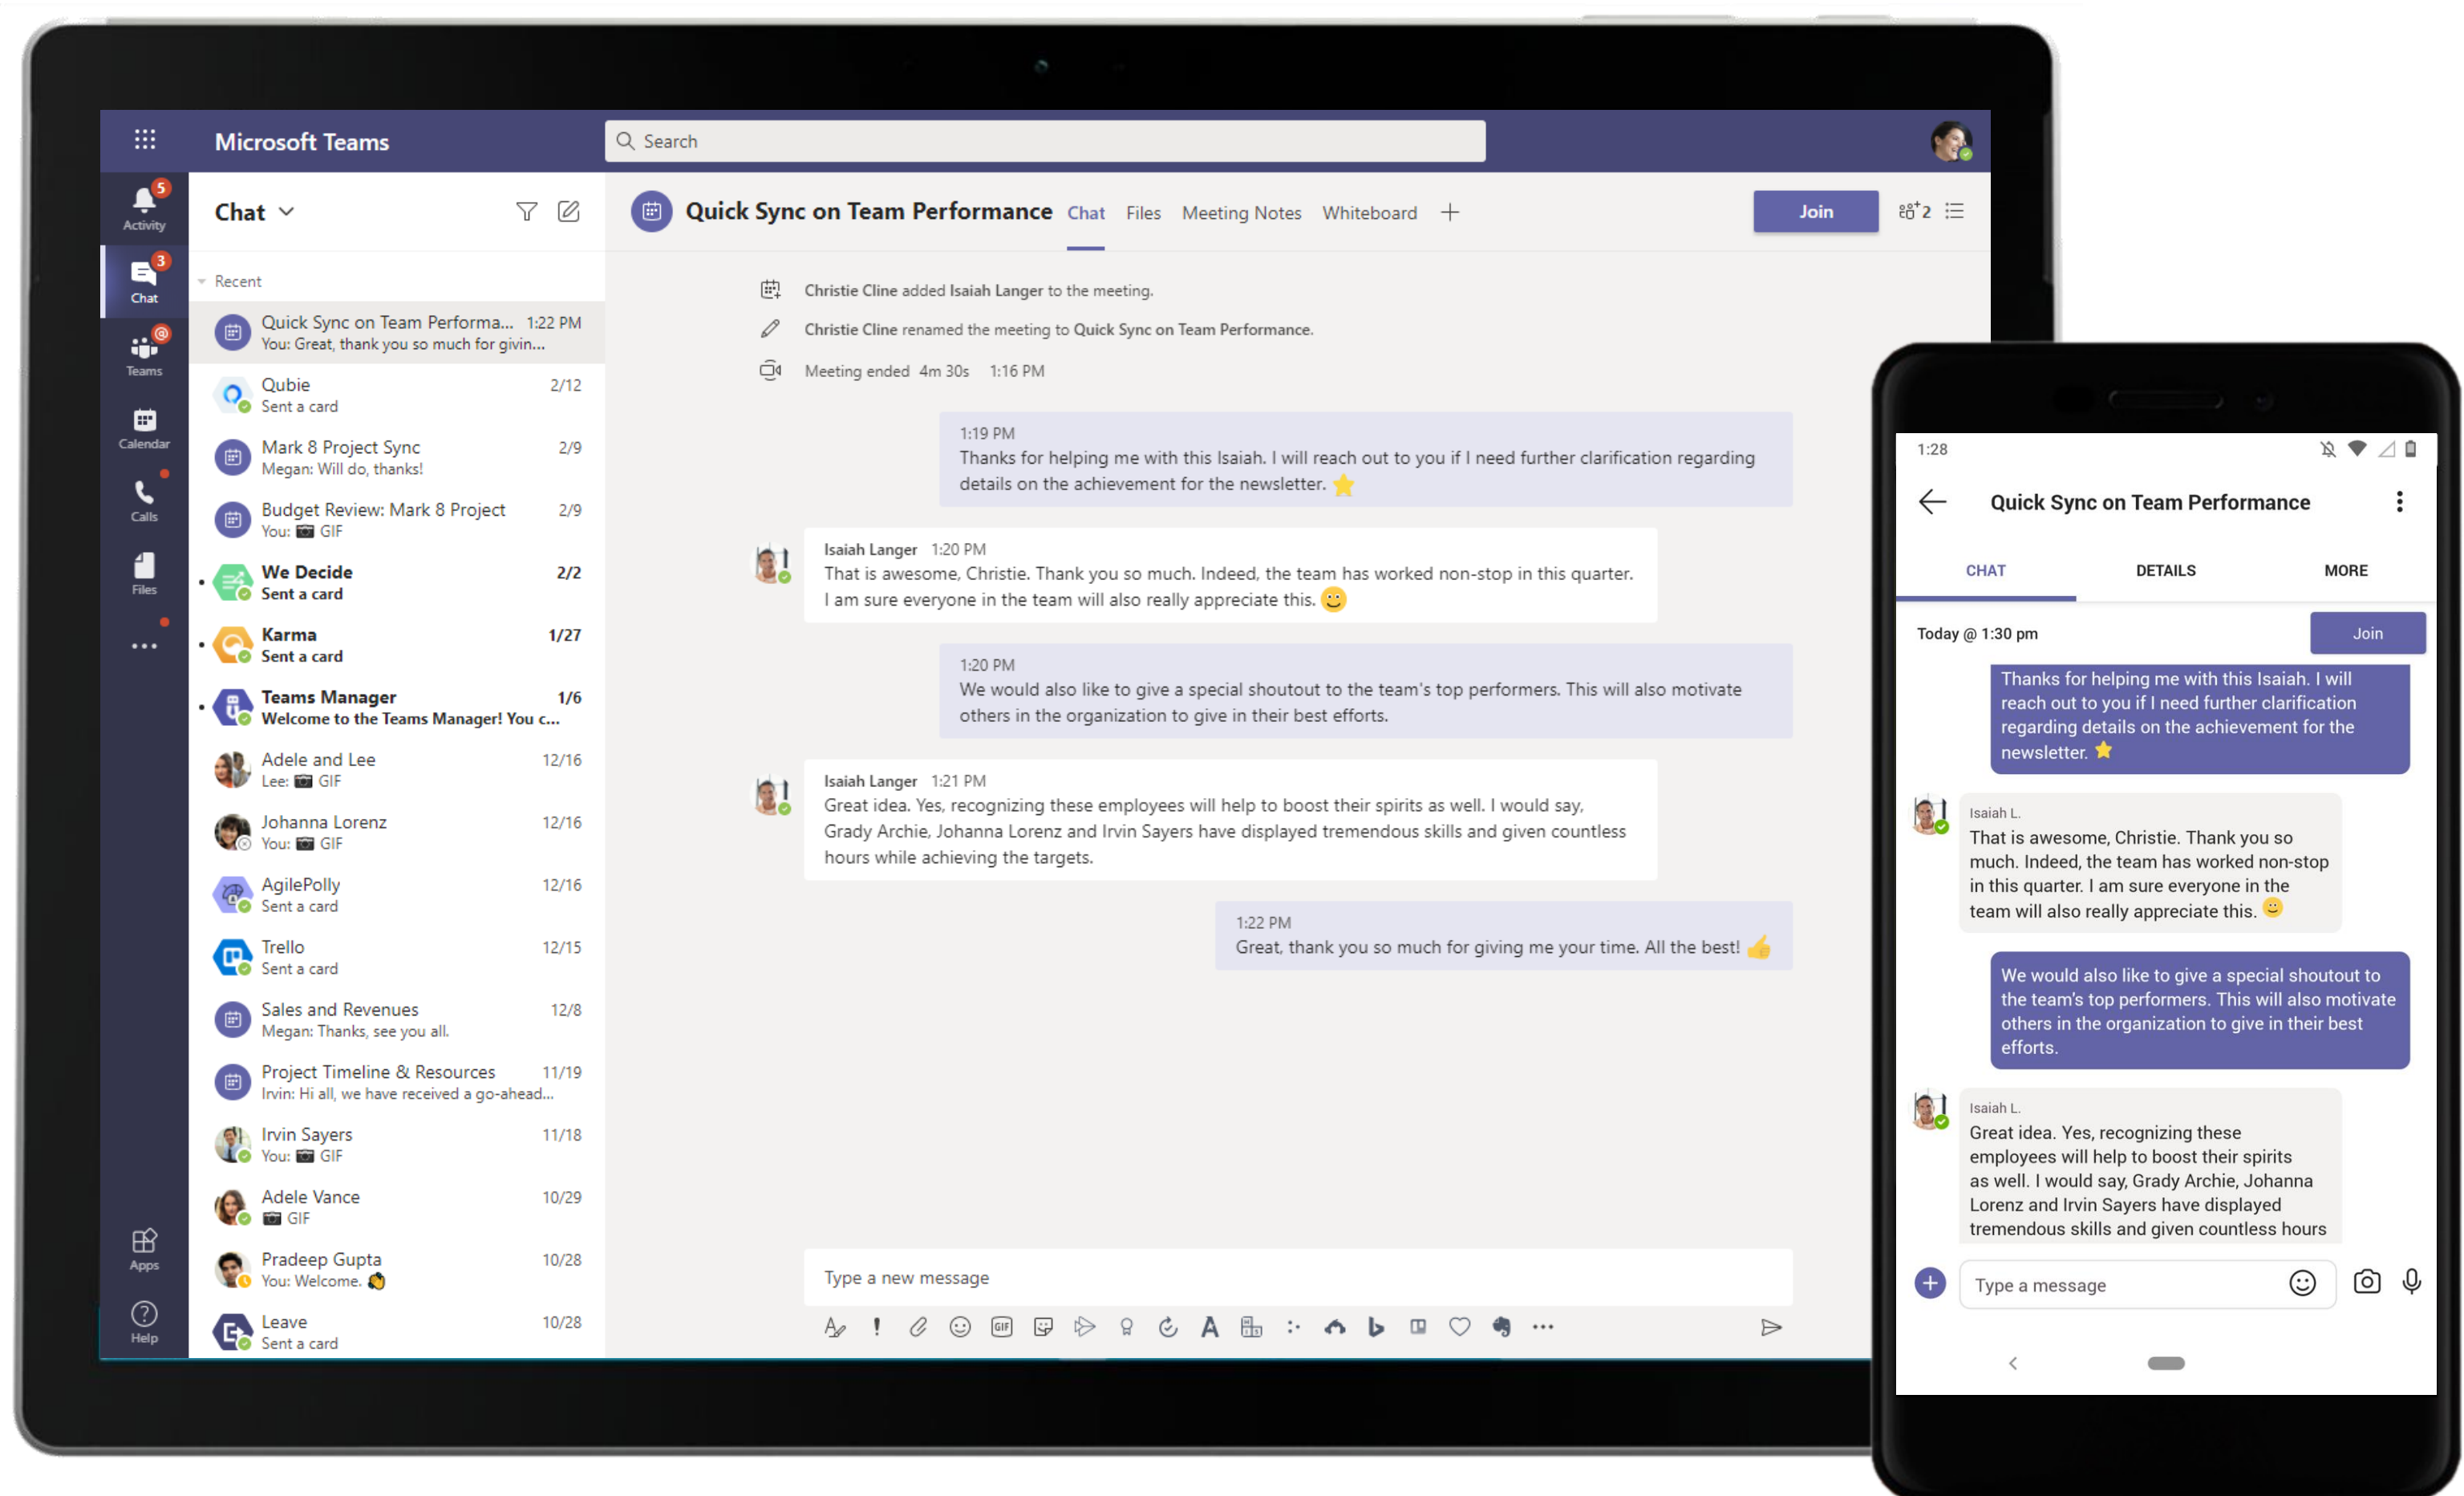 Microsoft Teams
Search
5
Activity
3
Chat
@
Teams
Calendar
Calls
Files
Apps
Help
Chat
Recent
Quick Sync on Team Performa... 1:22 PM
You: Great, thank you so much for givin...
Qubie 2/12
Sent a card
Mark 8 Project Sync 2/9
Megan: Will do, thanks!
Budget Review: Mark 8 Project 2/9
You: 📷 GIF
We Decide 2/2
Sent a card
Karma 1/27
Sent a card
Teams Manager 1/6
Welcome to the Teams Manager! You c...
Adele and Lee 12/16
Lee: 📷 GIF
Johanna Lorenz 12/16
You: 📷 GIF
AgilePolly 12/16
Sent a card
Trello 12/15
Sent a card
Sales and Revenues 12/8
Megan: Thanks, see you all.
Project Timeline & Resources 11/19
Irvin: Hi all, we have received a go-ahead...
Irvin Sayers 11/18
You: 📷 GIF
Adele Vance 10/29
📷 GIF
Pradeep Gupta 10/28
You: Welcome. 👏
Leave 10/28
Sent a card
Quick Sync on Team Performance Chat Files Meeting Notes Whiteboard
Join
2
Christie Cline added Isaiah Langer to the meeting.
Christie Cline renamed the meeting to Quick Sync on Team Performance.
Meeting ended 4m 30s 1:16 PM
1:19 PM
Thanks for helping me with this Isaiah. I will reach out to you if I need further clarification regarding
details on the achievement for the newsletter. ⭐
Isaiah Langer 1:20 PM
That is awesome, Christie. Thank you so much. Indeed, the team has worked non-stop in this quarter.
I am sure everyone in the team will also really appreciate this. 🙂
1:20 PM
We would also like to give a special shoutout to the team's top performers. This will also motivate
others in the organization to give in their best efforts.
Isaiah Langer 1:21 PM
Great idea. Yes, recognizing these employees will help to boost their spirits as well. I would say,
Grady Archie, Johanna Lorenz and Irvin Sayers have displayed tremendous skills and given countless
hours while achieving the targets.
1:22 PM
Great, thank you so much for giving me your time. All the best! 👍
Type a new message
GIF
1:28
Quick Sync on Team Performance
CHAT DETAILS MORE
Today @ 1:30 pm Join
Thanks for helping me with this Isaiah. I will
reach out to you if I need further clarification
regarding details on the achievement for the
newsletter. ⭐
Isaiah L.
That is awesome, Christie. Thank you so
much. Indeed, the team has worked non-stop
in this quarter. I am sure everyone in the
team will also really appreciate this. 🙂
We would also like to give a special shoutout to
the team's top performers. This will also motivate
others in the organization to give in their best
efforts.
Isaiah L.
Great idea. Yes, recognizing these
employees will help to boost their spirits
as well. I would say, Grady Archie, Johanna
Lorenz and Irvin Sayers have displayed
tremendous skills and given countless hours
Type a message